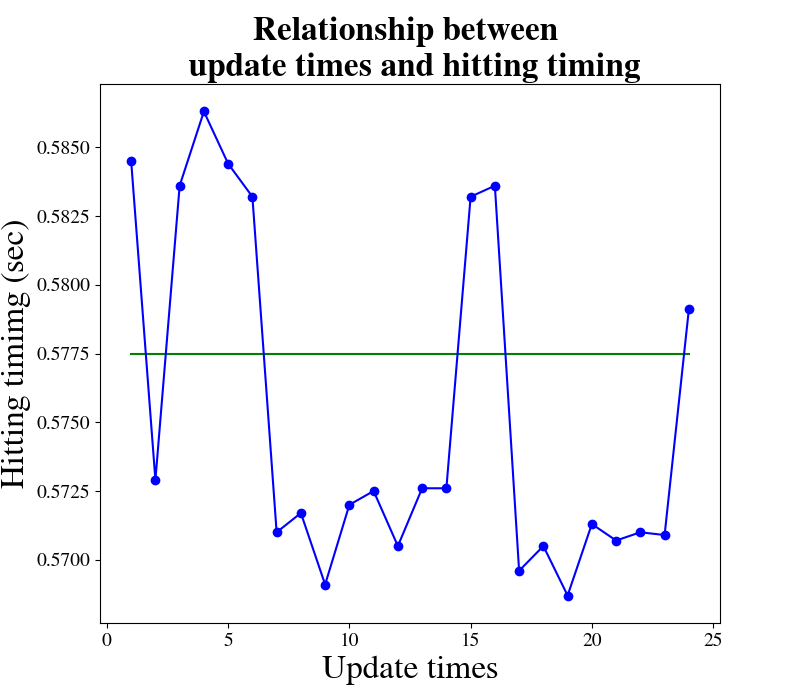 Relationship between
update times and hitting timing
Hitting timimg (sec)
0.5850
0.5825
0.5800
0.5775
0.5750
0.5725
0.5700
0 5 10 15 20 25
Update times